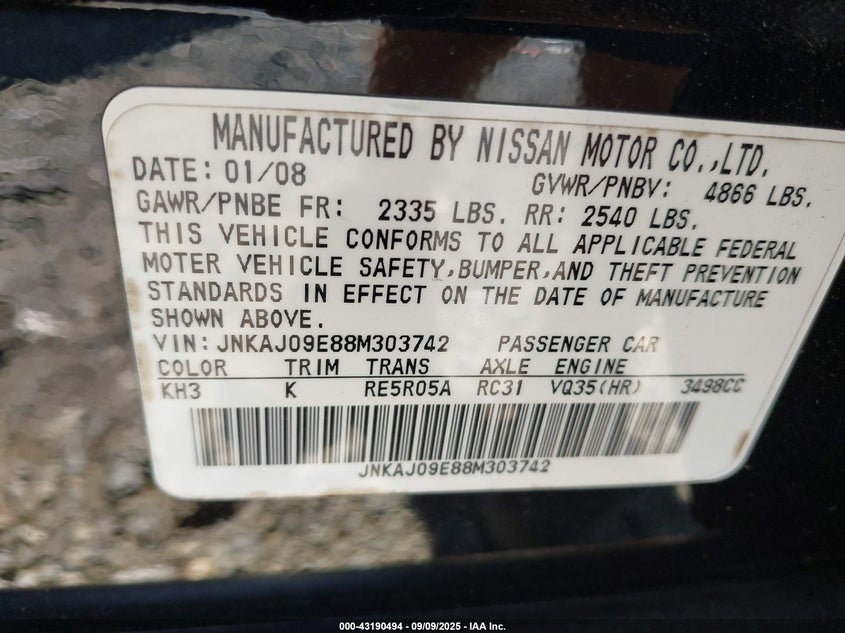 MANUFACTURED BY NISSAN MOTOR CO.,LTD.
DATE: 01/08 GVWR/PNBV: 4866 LBS.
GAWR/PNBE FR: 2335 LBS. RR: 2540 LBS.
THIS VEHICLE CONFORMS TO ALL APPLICABLE FEDERAL
MOTER VEHICLE SAFETY,BUMPER,AND THEFT PREVENTION
STANDARDS IN EFFECT ON THE DATE OF MANUFACTURE
SHOWN ABOVE.
VIN: JNKAJ09E88M303742 PASSENGER CAR
COLOR TRIM TRANS AXLE ENGINE
KH3 K RE5R05A RC31 VQ35(HR) 3498CC
JNKAJ09E88M303742
000-43190494 - 09/09/2025 - IAA Inc.